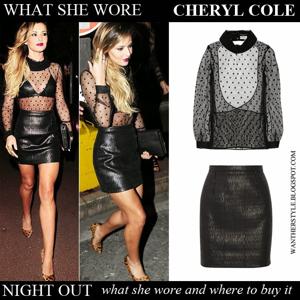 WHAT SHE WORE
CHERYL COLE
WANTHERSTYLE.BLOGSPOT.COM
NIGHT OUT
what she wore and where to buy it